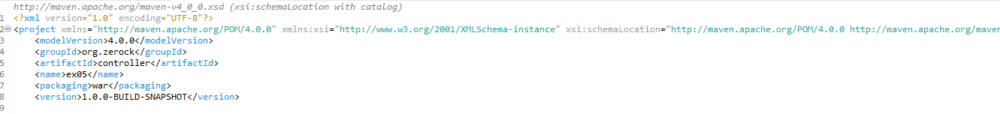 http://maven.apache.org/maven-v4_0_0.xsd (xsi:schemaLocation with catalog)
1 <?xml version="1.0" encoding="UTF-8"?>
2 <project xmlns="http://maven.apache.org/POM/4.0.0" xmlns:xsi="http://www.w3.org/2001/XMLSchema-instance" xsi:schemaLocation="http://maven.apache.org/POM/4.0.0 http://maven.apache.org/maven
3 <modelVersion>4.0.0</modelVersion>
4 <groupId>org.zerock</groupId>
5 <artifactId>controller</artifactId>
6 <name>ex05</name>
7 <packaging>war</packaging>
8 <version>1.0.0-BUILD-SNAPSHOT</version>
9